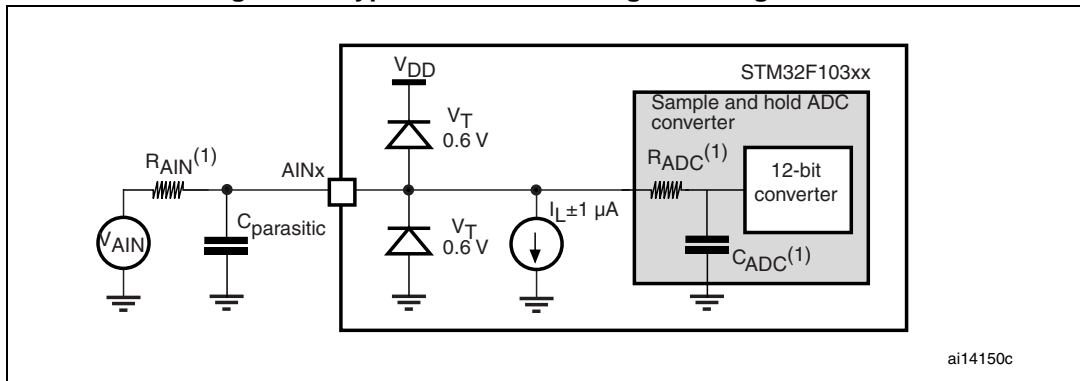 V_DD
STM32F103xx
Sample and hold ADC
converter
V_T
0.6 V
R_AIN(1)
AINx
R_ADC(1)
12-bit
converter
V_AIN
C_parasitic
V_T
0.6 V
I_L±1 µA
C_ADC(1)
ai14150c